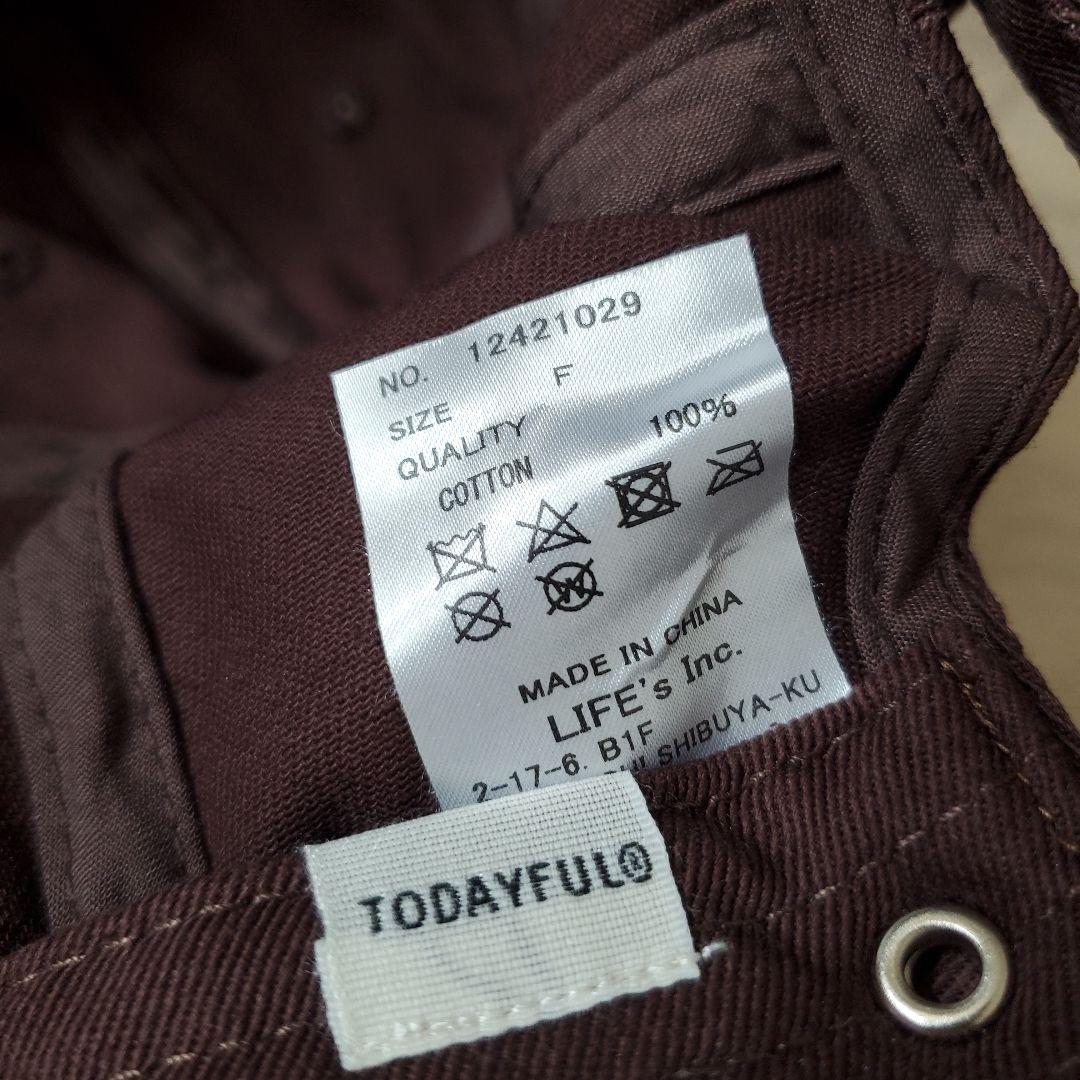 NO. 12421029
SIZE F
QUALITY
COTTON 100%
MADE IN CHINA
LIFE's Inc.
2-17-6. B1F
SHIBUYA-KU
TODAYFUL®